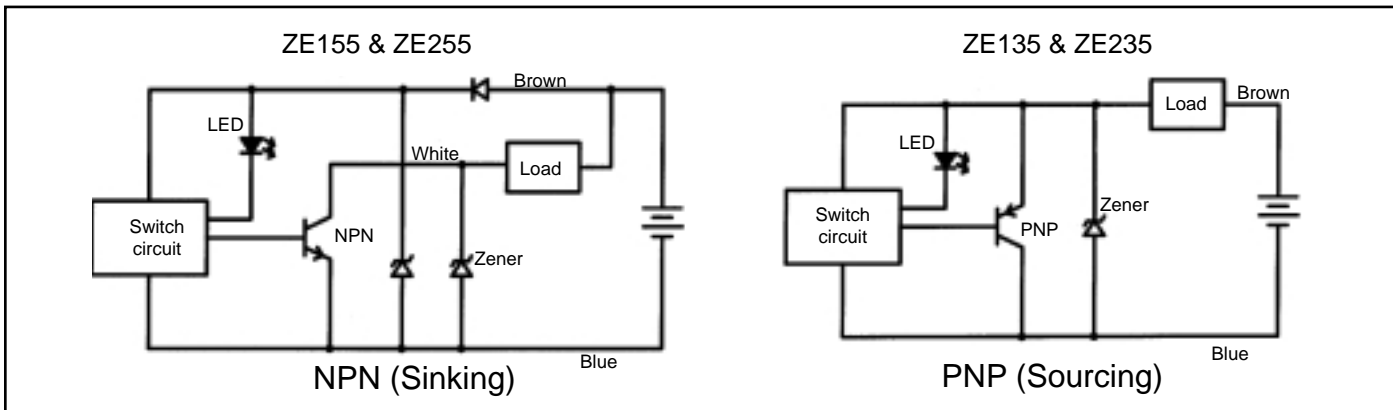 ZE155 & ZE255
Brown
LED
White
Load
Switch
circuit
NPN
Zener
Blue
NPN (Sinking)
ZE135 & ZE235
Load
Brown
LED
Zener
Switch
circuit
PNP
Blue
PNP (Sourcing)